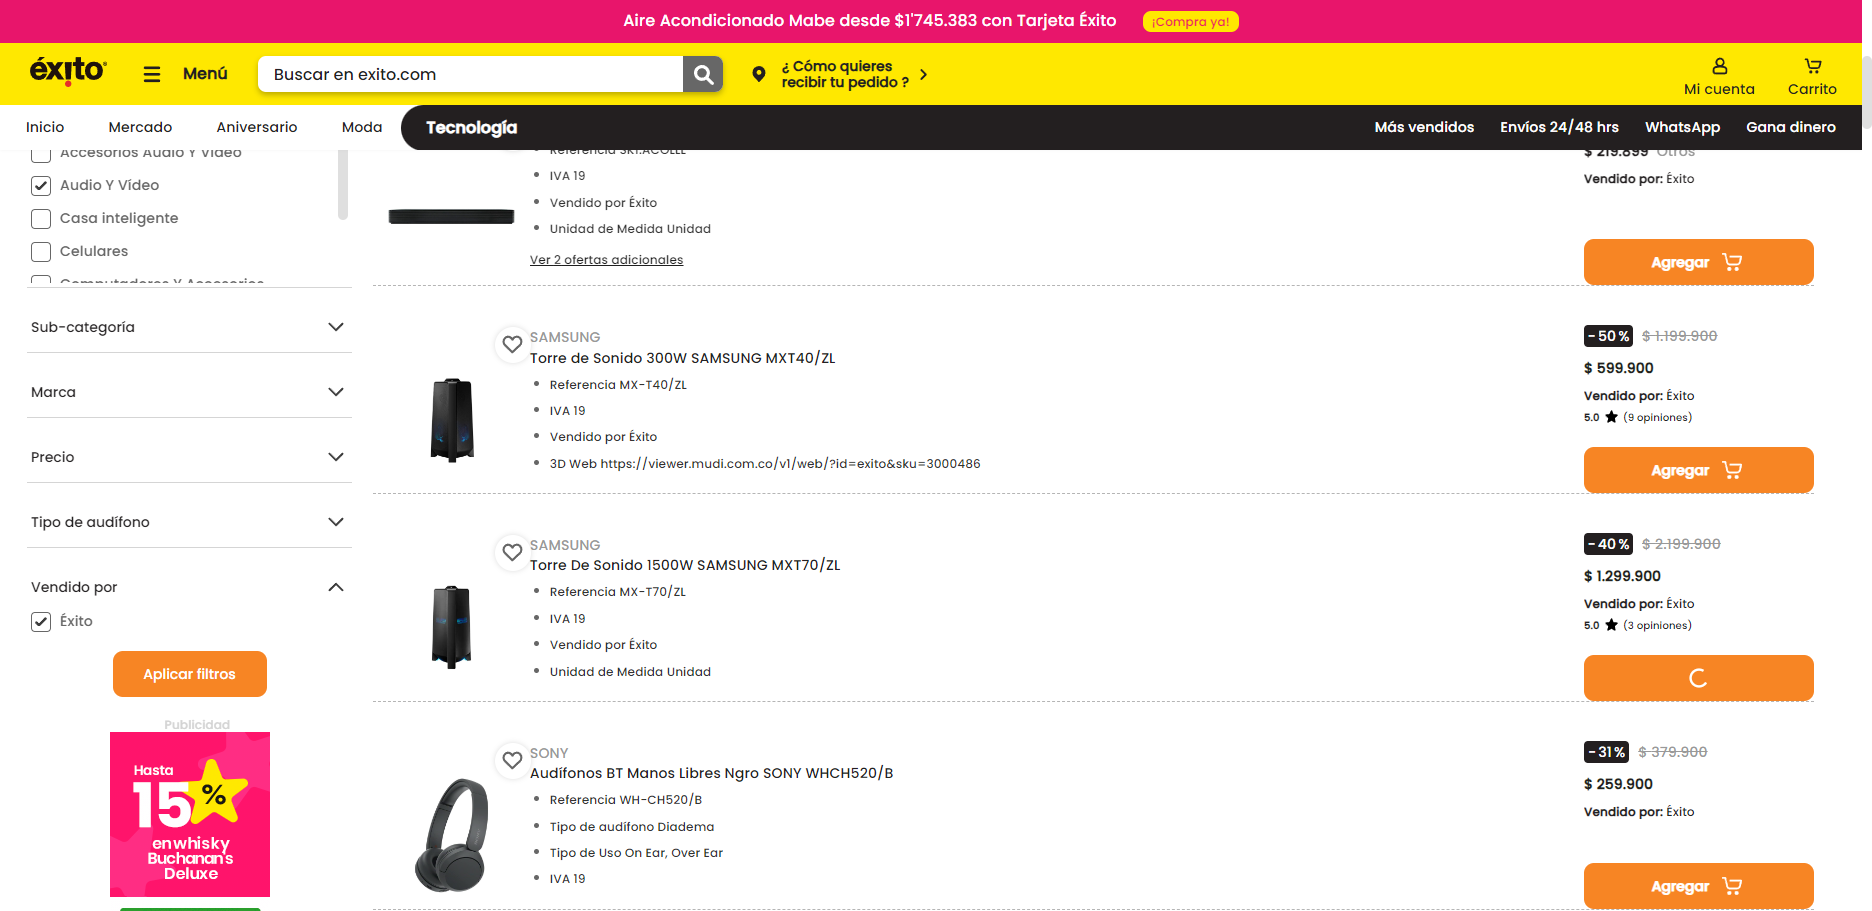 Aire Acondicionado Mabe desde $1'745.383 con Tarjeta Éxito ¡Compra ya!
éxito Menú Buscar en exito.com ¿ Cómo quieres
recibir tu pedido ? Mi cuenta Carrito
Inicio Mercado Aniversario Moda Tecnología Más vendidos Envíos 24/48 hrs WhatsApp Gana dinero
Accesorios Audio Y Video
Audio Y Vídeo
Casa inteligente
Celulares
Computadores Y Accesorios
Sub-categoría
Marca
Precio
Tipo de audífono
Vendido por
Éxito
Aplicar filtros
Publicidad
Hasta
15%
en whisky
Buchanan's
Deluxe
Referencia SK1.ACOLLL
IVA 19
Vendido por Éxito
Unidad de Medida Unidad
Ver 2 ofertas adicionales
$ 219.899 Otros
Vendido por: Éxito
Agregar
SAMSUNG
Torre de Sonido 300W SAMSUNG MXT40/ZL
Referencia MX-T40/ZL
IVA 19
Vendido por Éxito
3D Web https://viewer.mudi.com.co/v1/web/?id=exito&sku=3000486
-50% $ 1.199.900
$ 599.900
Vendido por: Éxito
5.0 (9 opiniones)
Agregar
SAMSUNG
Torre De Sonido 1500W SAMSUNG MXT70/ZL
Referencia MX-T70/ZL
IVA 19
Vendido por Éxito
Unidad de Medida Unidad
-40% $ 2.199.900
$ 1.299.900
Vendido por: Éxito
5.0 (3 opiniones)
SONY
Audífonos BT Manos Libres Ngro SONY WHCH520/B
Referencia WH-CH520/B
Tipo de audífono Diadema
Tipo de Uso On Ear, Over Ear
IVA 19
-31% $ 379.900
$ 259.900
Vendido por: Éxito
Agregar